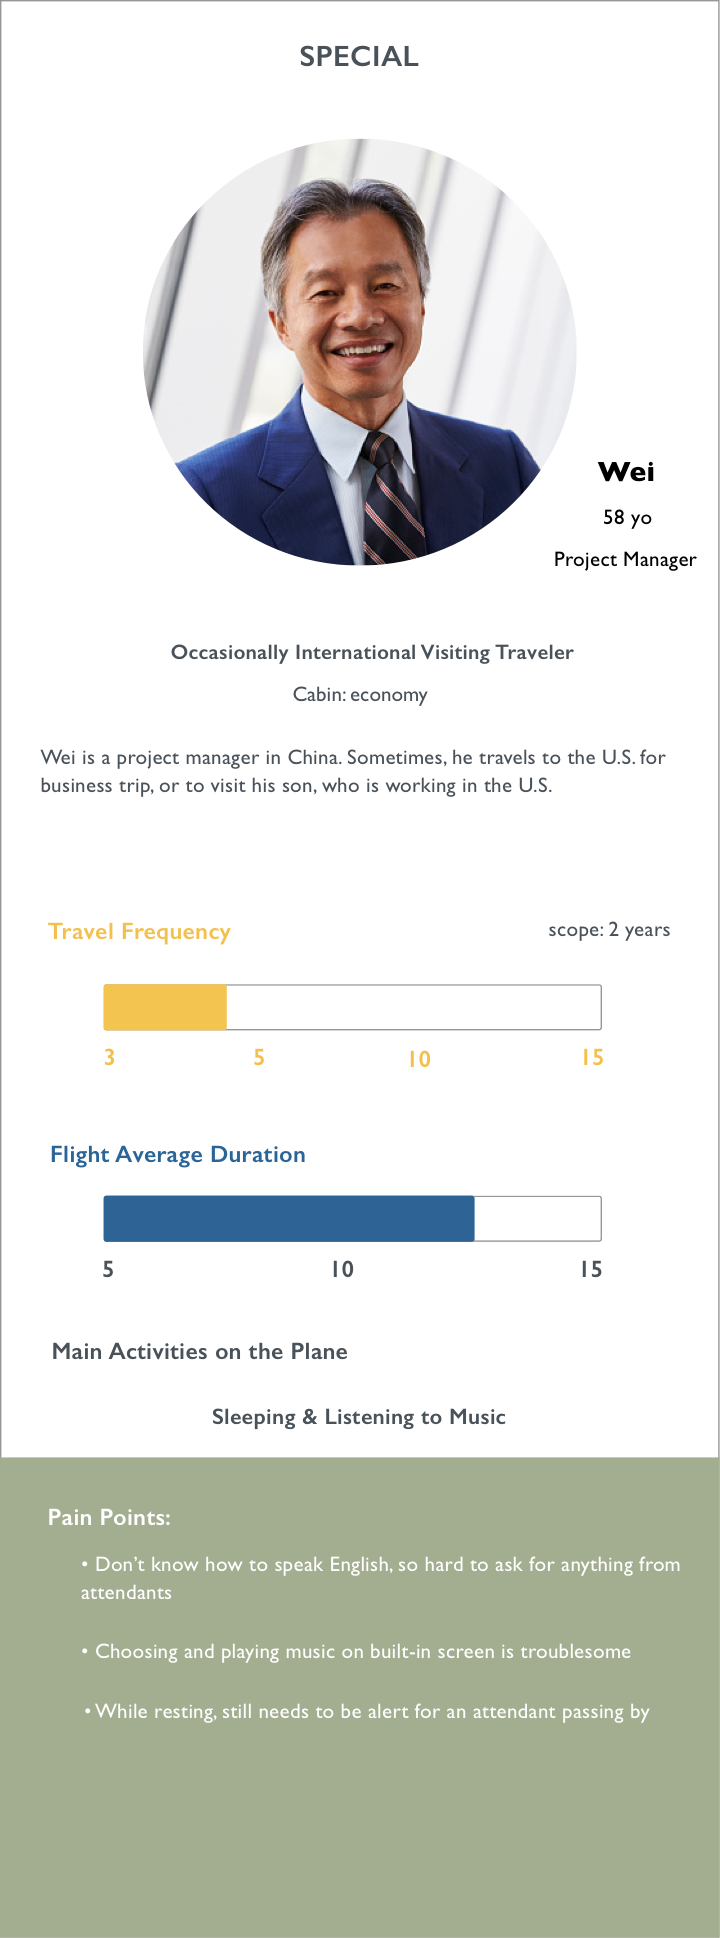 SPECIAL
Wei
58 yo
Project Manager
Occasionally International Visiting Traveler
Cabin: economy
Wei is a project manager in China. Sometimes, he travels to the U.S. for
business trip, or to visit his son, who is working in the U.S.
Travel Frequency
scope: 2 years
3 5 10 15
Flight Average Duration
5 10 15
Main Activities on the Plane
Sleeping & Listening to Music
Pain Points:
• Don't know how to speak English, so hard to ask for anything from
attendants
• Choosing and playing music on built-in screen is troublesome
• While resting, still needs to be alert for an attendant passing by